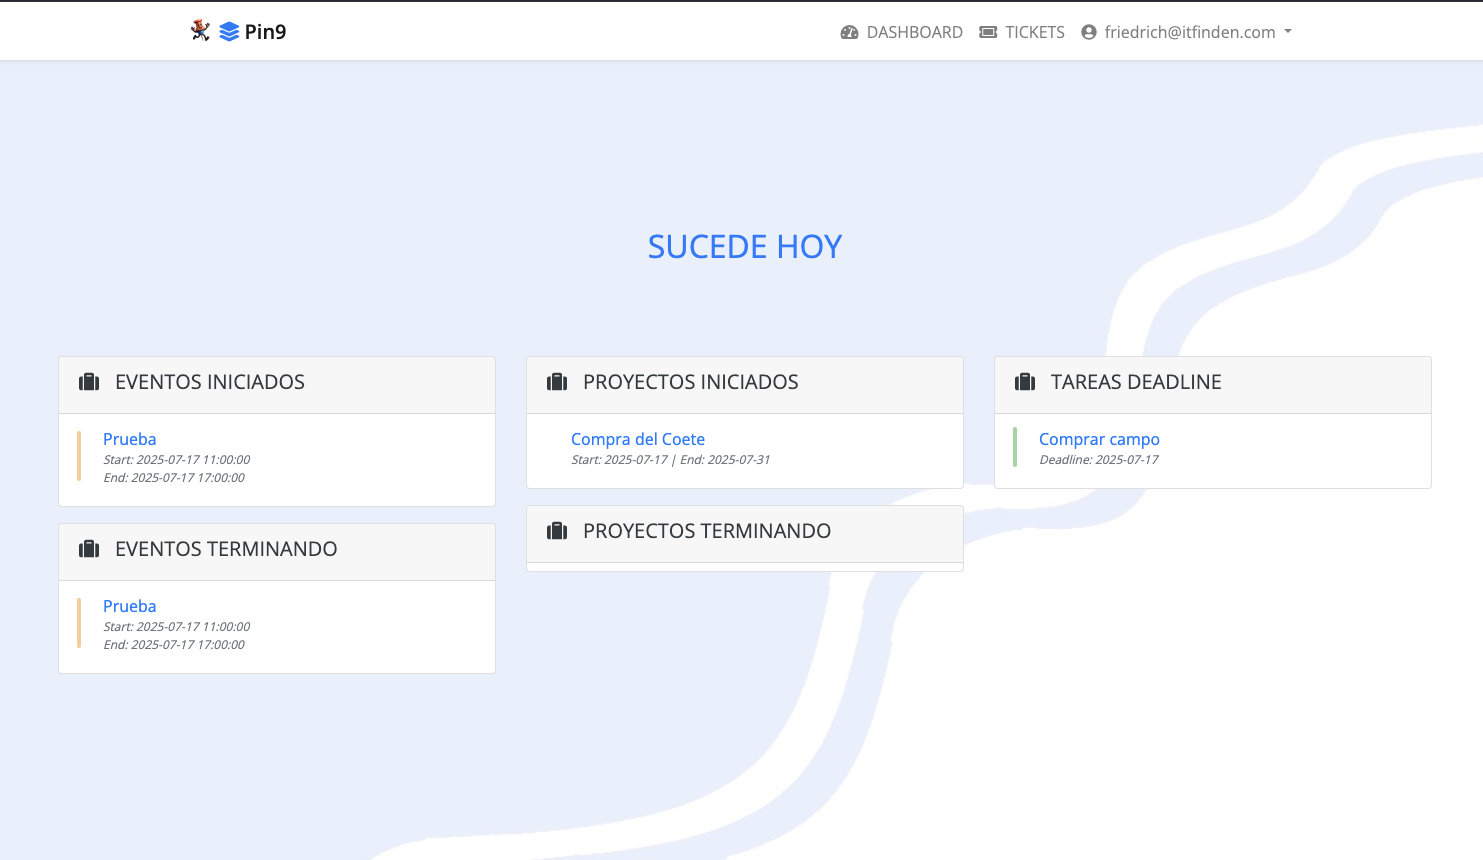 Pin9
DASHBOARD
TICKETS
friedrich@itfinden.com
SUCEDE HOY
EVENTOS INICIADOS
Prueba
Start: 2025-07-17 11:00:00
End: 2025-07-17 17:00:00
EVENTOS TERMINANDO
Prueba
Start: 2025-07-17 11:00:00
End: 2025-07-17 17:00:00
PROYECTOS INICIADOS
Compra del Coete
Start: 2025-07-17 | End: 2025-07-31
PROYECTOS TERMINANDO
TAREAS DEADLINE
Comprar campo
Deadline: 2025-07-17